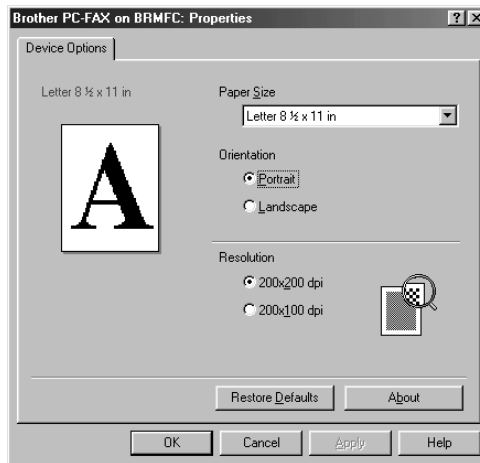 Brother PC-FAX on BRMFC: Properties
Device Options
Letter 8 ½ x 11 in
Paper Size
Letter 8 ½ x 11 in
Orientation
Portrait
Landscape
A
Resolution
200x200 dpi
200x100 dpi
Restore Defaults About
OK Cancel Apply Help